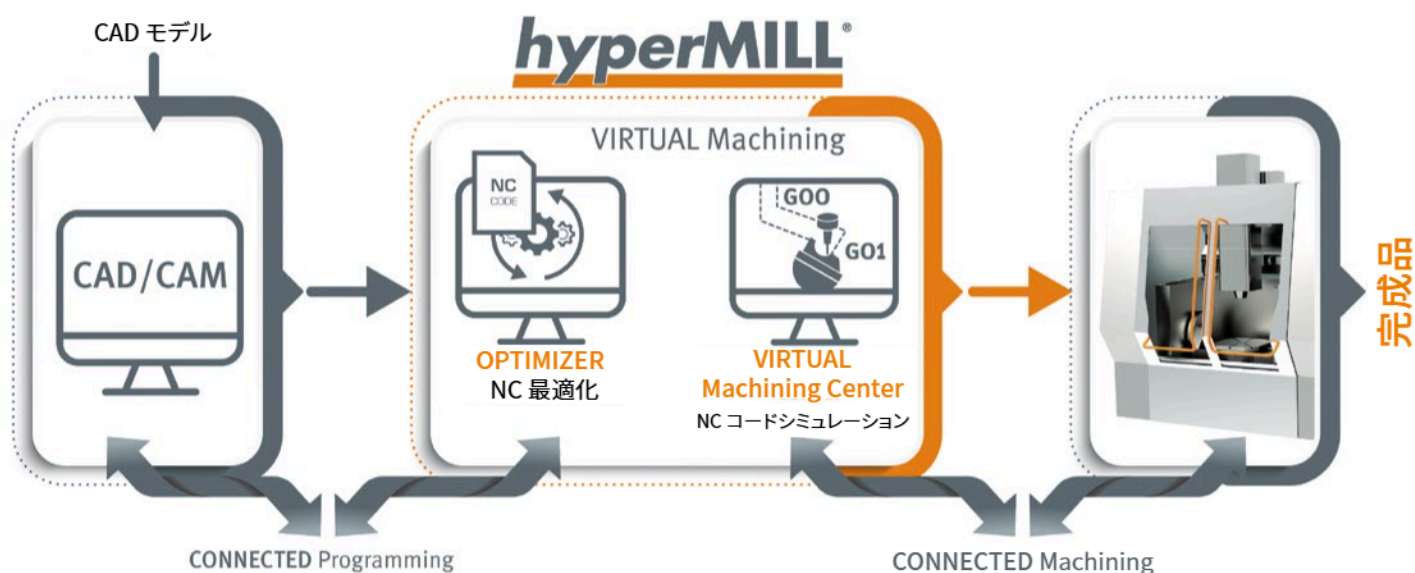 CAD モデル
hyperMILL®
VIRTUAL Machining
NC
CODE
G00
G01
CAD/CAM
OPTIMIZER
NC 最適化
VIRTUAL
Machining Center
NC コードシミュレーション
完成品
CONNECTED Programming
CONNECTED Machining